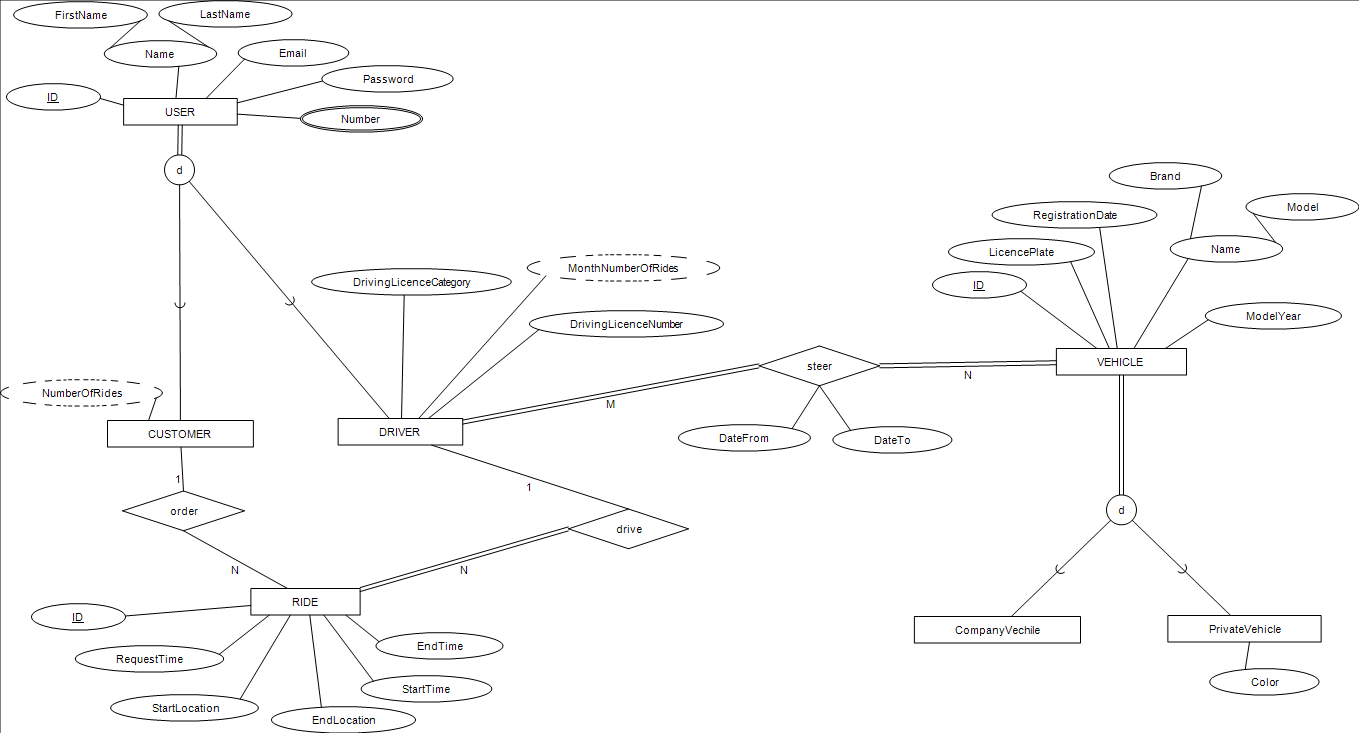 FirstName
LastName
Name
Email
Password
ID
USER
Number
d
Brand
Model
RegistrationDate
Name
LicencePlate
MonthNumberOfRides
DrivingLicenceCategory
ID
DrivingLicenceNumber
ModelYear
steer
VEHICLE
N
M
NumberOfRides
CUSTOMER
DRIVER
DateFrom
DateTo
1
1
order
drive
d
N
N
RIDE
ID
CompanyVechile
PrivateVehicle
EndTime
RequestTime
StartTime
Color
StartLocation
EndLocation